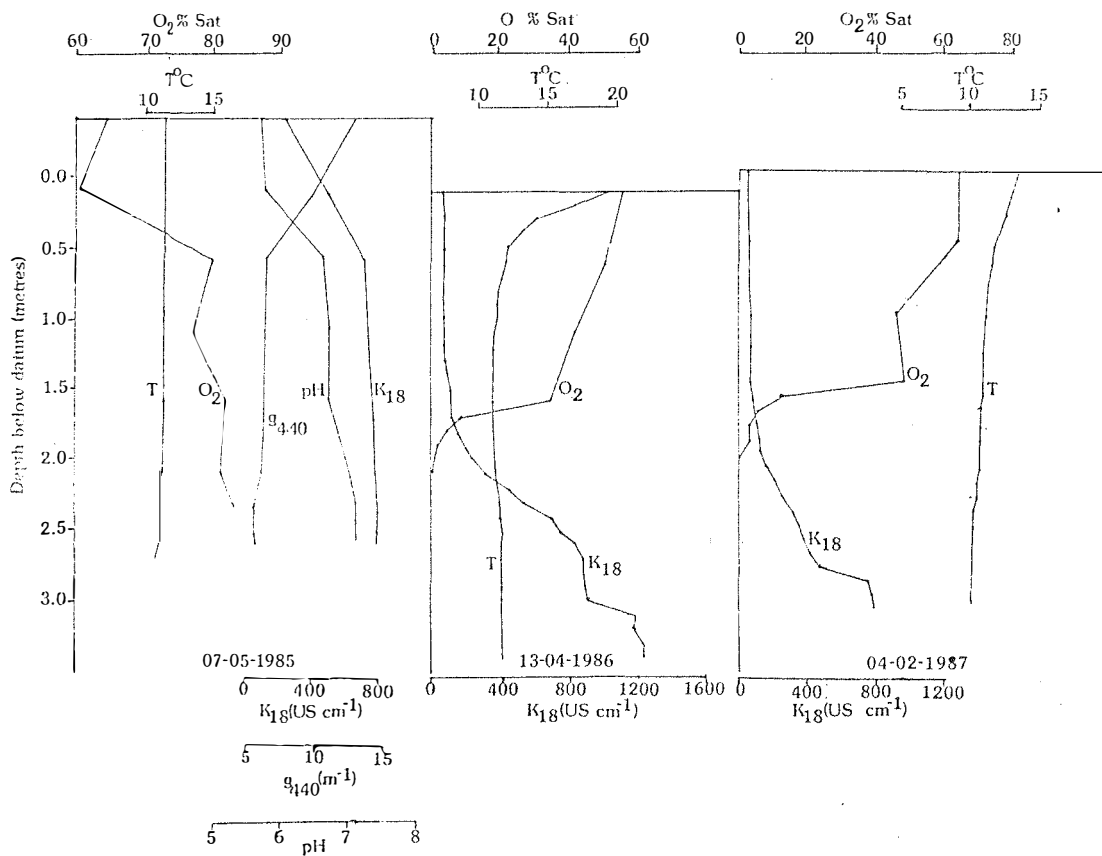 O2% Sat O % Sat O2% Sat
60 70 80 90 0 20 40 60 0 20 40 60 80
T°C T°C T°C
10 15 10 15 20 5 10 15
Depth below datum (metres)
0.0
0.5
1.0
1.5
2.0
2.5
3.0
T O2 g440 pH K18
O2 T K18
O2 T K18
07-05-1985 13-04-1986 04-02-1987
0 400 800 0 400 800 1200 1600 0 400 800 1200
K18(US cm-1) K18(US cm-1) K18(US cm-1)
5 10 15
g440(m-1)
5 6 7 8
pH